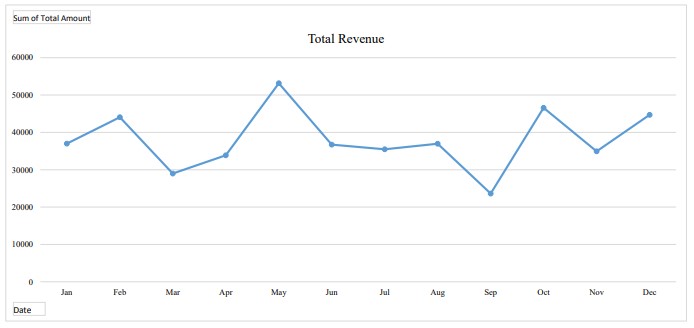 Sum of Total Amount
Total Revenue
60000
50000
40000
30000
20000
10000
0
Jan Feb Mar Apr May Jun Jul Aug Sep Oct Nov Dec
Date